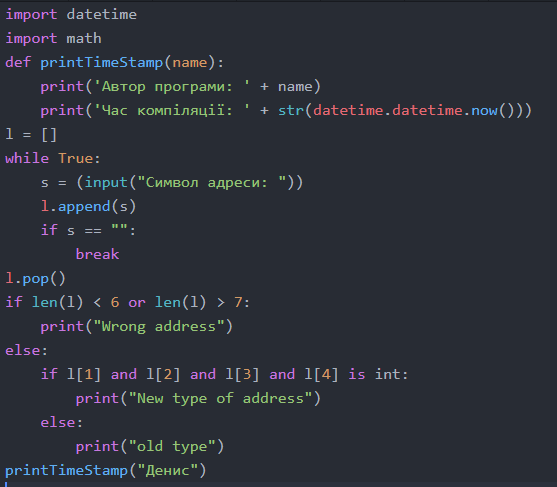 import datetime
import math
def printTimeStamp(name):
    print('Автор програми: ' + name)
    print('Час компіляції: ' + str(datetime.datetime.now()))
l = []
while True:
    s = (input("Символ адреси: "))
    l.append(s)
    if s == "":
        break
l.pop()
if len(l) < 6 or len(l) > 7:
    print("Wrong address")
else:
    if l[1] and l[2] and l[3] and l[4] is int:
        print("New type of address")
    else:
        print("old type")
printTimeStamp("Денис")